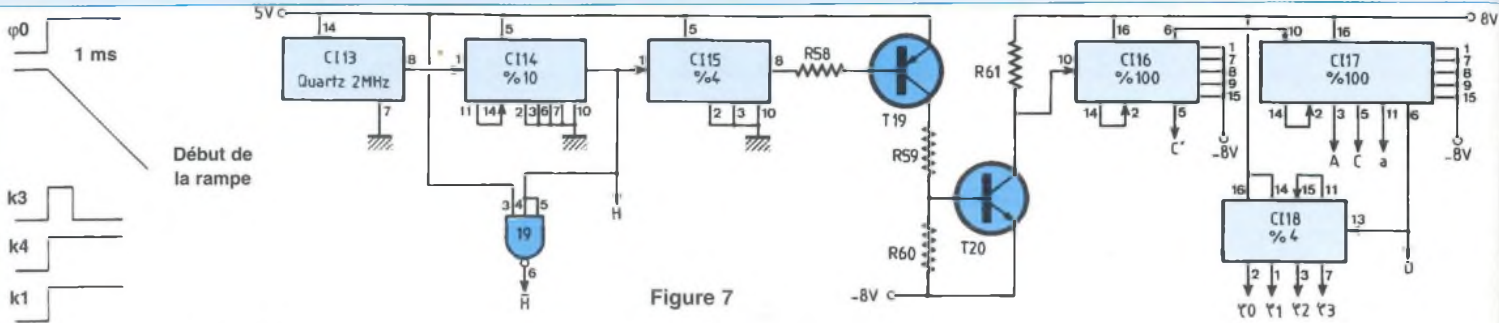 φ0
1 ms
Début de
la rampe
k3
k4
k1
5V
14
CI13
Quartz 2MHz
8
7
1
5
CI14
%10
11
14
2
3
6
7
10
H
3
4
5
19
6
H̅
1
5
CI15
%4
8
2
3
10
R58
T19
R59
R60
-8V
T20
R61
8V
10
16
6
CI16
%100
1
7
8
9
15
14
2
5
C'
-8V
10
16
CI17
%100
1
7
8
9
15
14
2
3
5
11
6
A
C
a
-8V
16
14
15
11
CI18
%4
13
2
1
3
7
γ0
γ1
γ2
γ3
Figure 7